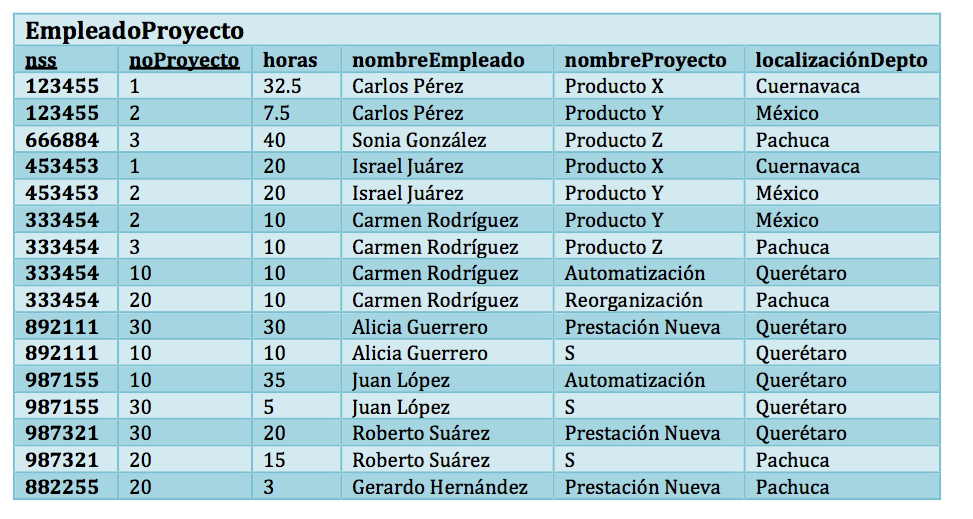 EmpleadoProyecto
nss noProyecto horas nombreEmpleado nombreProyecto localizaciónDepto
123455 1 32.5 Carlos Pérez Producto X Cuernavaca
123455 2 7.5 Carlos Pérez Producto Y México
666884 3 40 Sonia González Producto Z Pachuca
453453 1 20 Israel Juárez Producto X Cuernavaca
453453 2 20 Israel Juárez Producto Y México
333454 2 10 Carmen Rodríguez Producto Y México
333454 3 10 Carmen Rodríguez Producto Z Pachuca
333454 10 10 Carmen Rodríguez Automatización Querétaro
333454 20 10 Carmen Rodríguez Reorganización Pachuca
892111 30 30 Alicia Guerrero Prestación Nueva Querétaro
892111 10 10 Alicia Guerrero S Querétaro
987155 10 35 Juan López Automatización Querétaro
987155 30 5 Juan López S Querétaro
987321 30 20 Roberto Suárez Prestación Nueva Querétaro
987321 20 15 Roberto Suárez S Pachuca
882255 20 3 Gerardo Hernández Prestación Nueva Pachuca